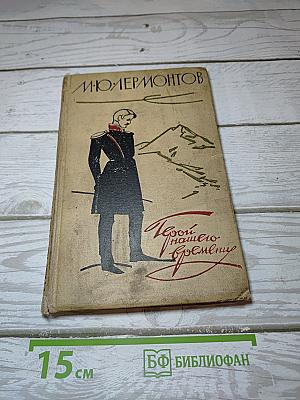 М·Ю·ЛЕРМОНТОВ
Герой
нашего
времени
15 см
БФ БИБЛИОФАН